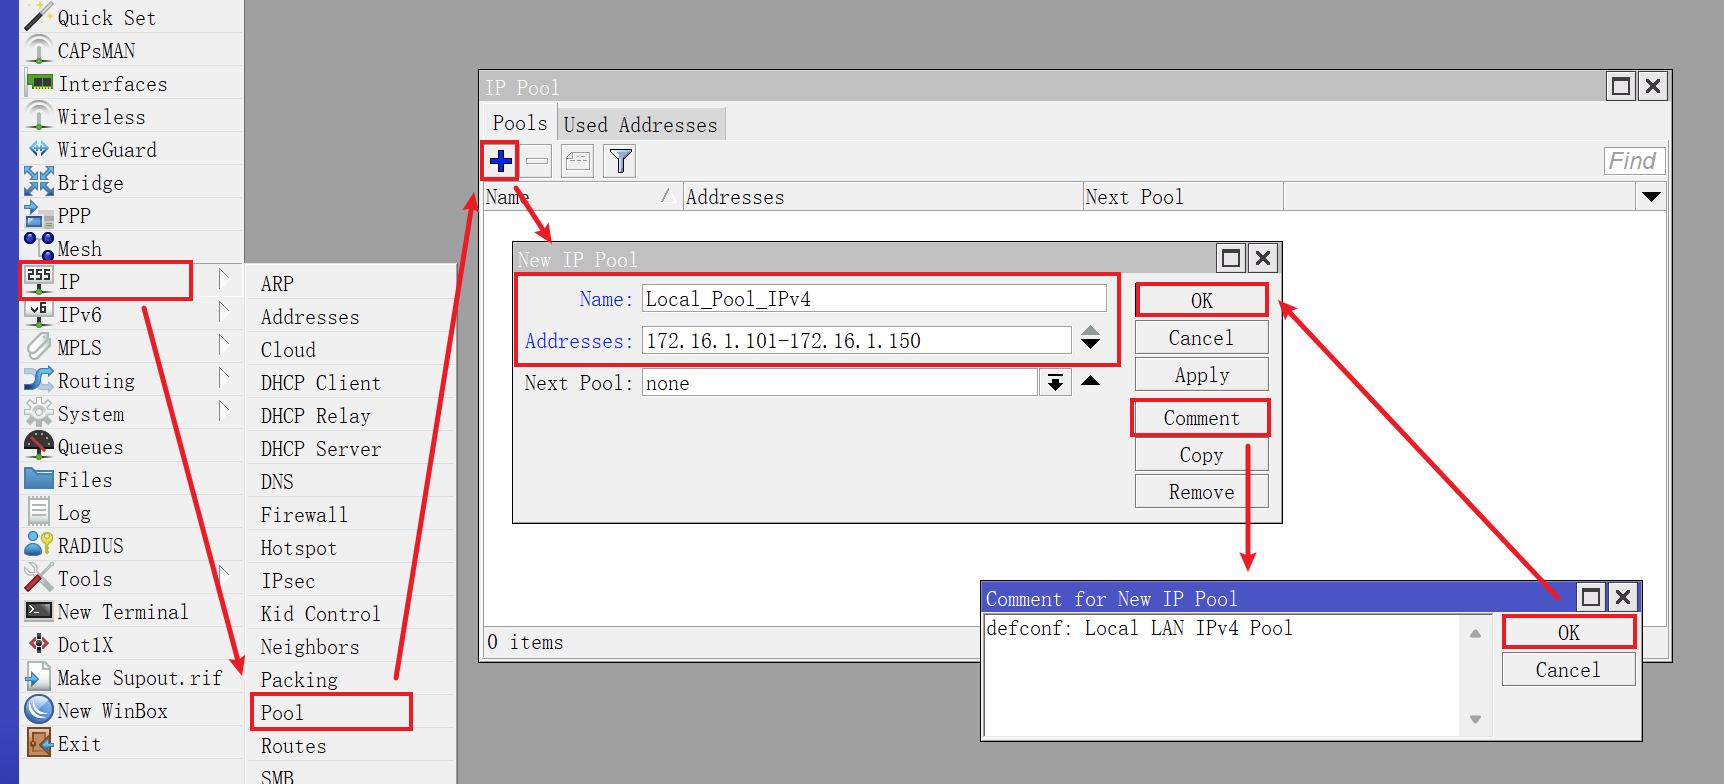 Quick Set
CAPsMAN
Interfaces
Wireless
WireGuard
Bridge
PPP
Mesh
255 IP
v6 IPv6
MPLS
Routing
System
Queues
Files
Log
RADIUS
Tools
New Terminal
Dot1X
Make Supout.rif
New WinBox
Exit
ARP
Addresses
Cloud
DHCP Client
DHCP Relay
DHCP Server
DNS
Firewall
Hotspot
IPsec
Kid Control
Neighbors
Packing
Pool
Routes
SMB
IP Pool
Pools Used Addresses
Find
Name Addresses Next Pool
New IP Pool
Name: Local_Pool_IPv4
Addresses: 172.16.1.101-172.16.1.150
Next Pool: none
OK
Cancel
Apply
Comment
Copy
Remove
0 items
Comment for New IP Pool
defconf: Local LAN IPv4 Pool
OK
Cancel